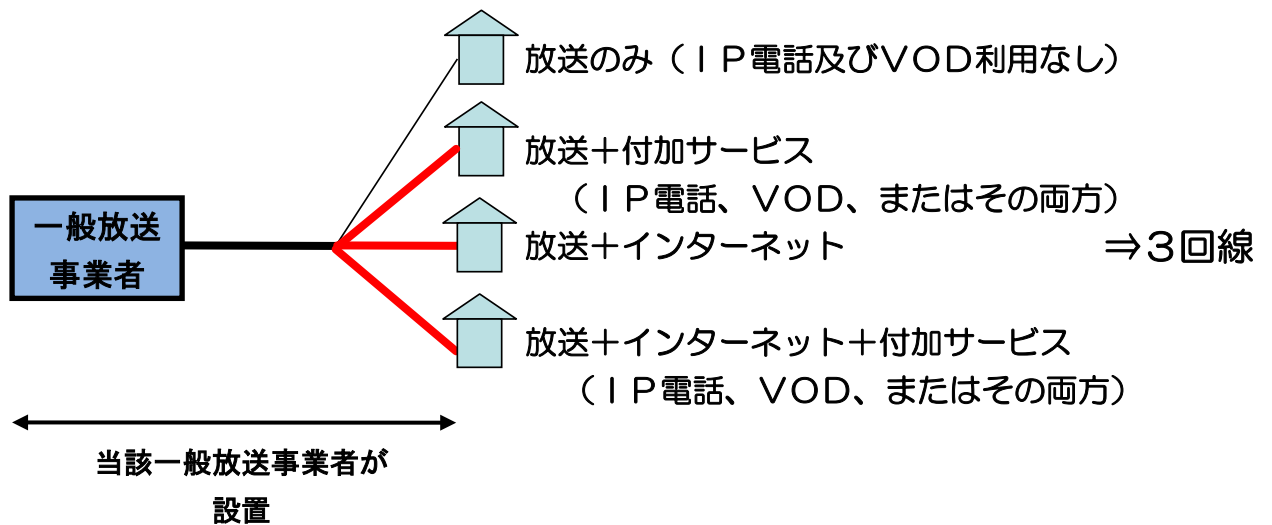 放送のみ（ＩＰ電話及びＶＯＤ利用なし）
放送＋付加サービス
（ＩＰ電話、ＶＯＤ、またはその両方）
一般放送
事業者
放送＋インターネット
⇒３回線
放送＋インターネット＋付加サービス
（ＩＰ電話、ＶＯＤ、またはその両方）
当該一般放送事業者が
設置